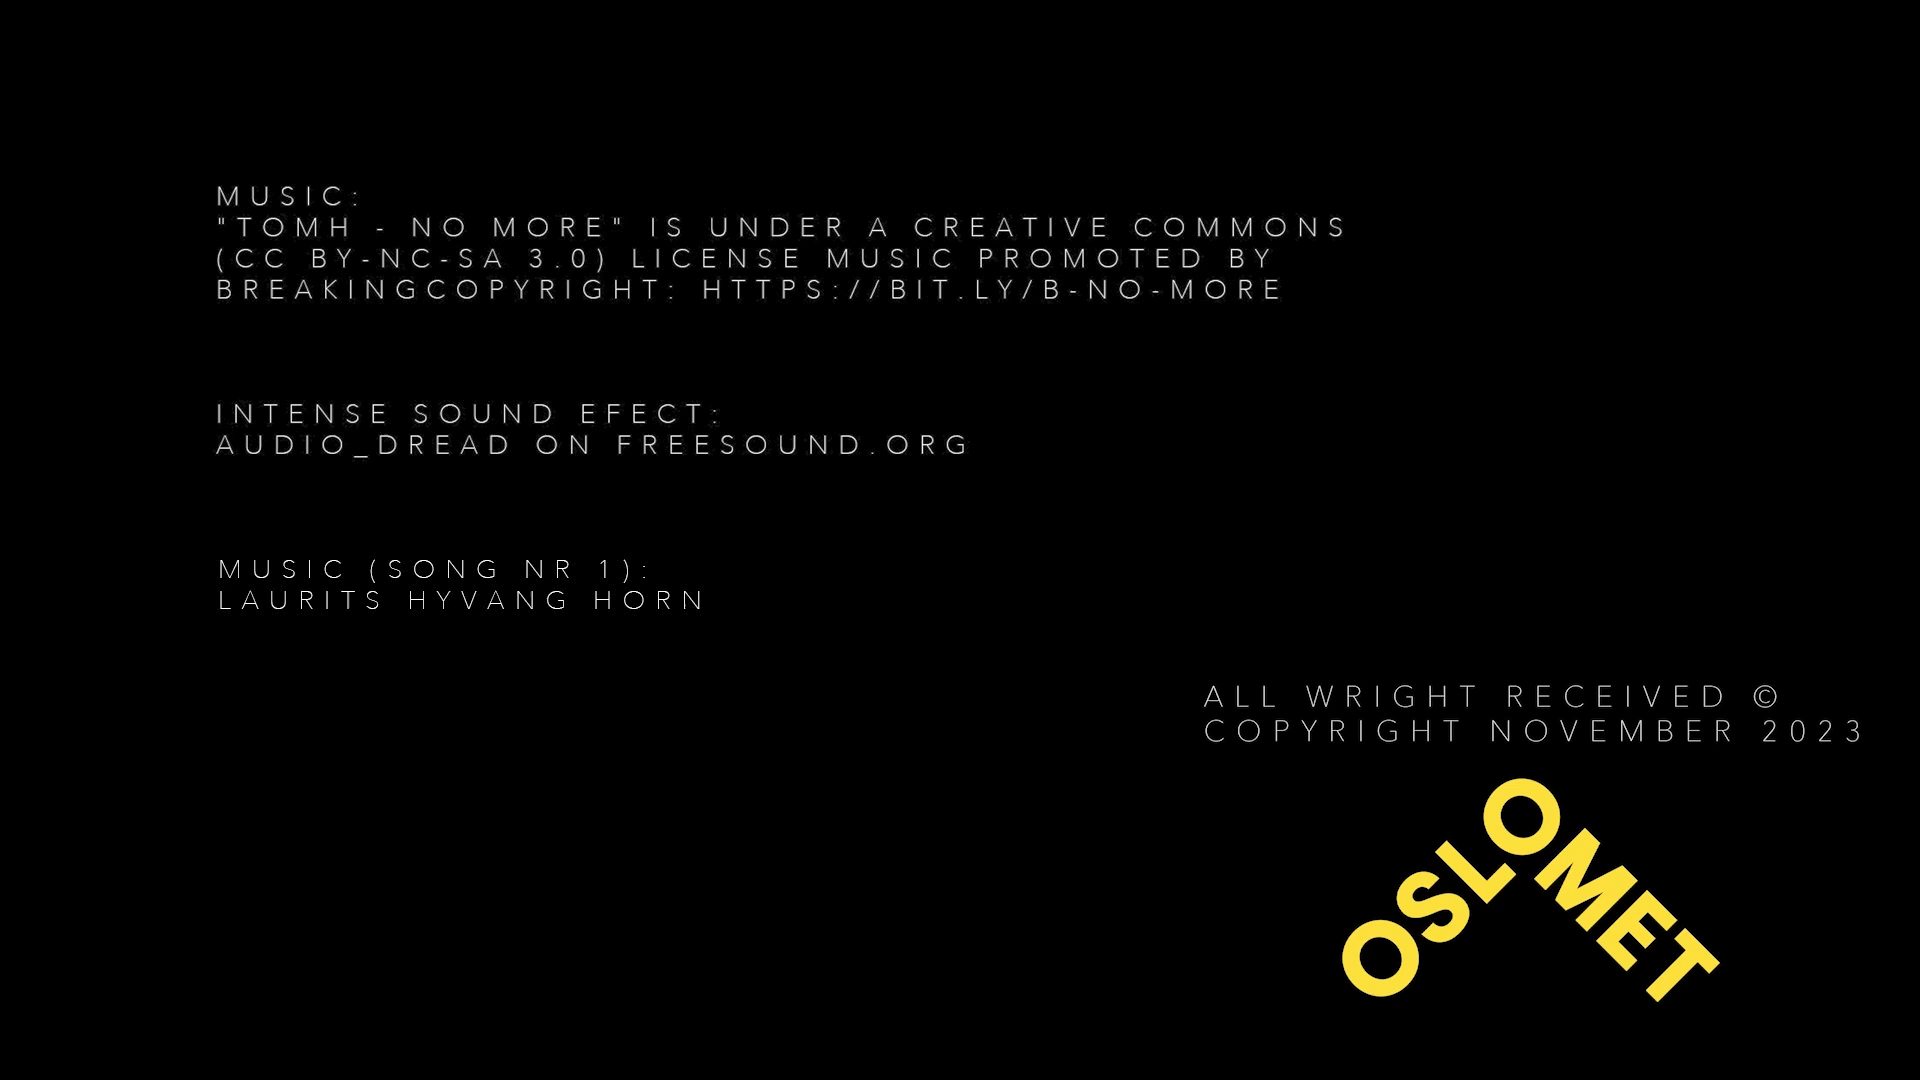 MUSIC:
"TOMH - NO MORE" IS UNDER A CREATIVE COMMONS
(CC BY-NC-SA 3.0) LICENSE MUSIC PROMOTED BY
BREAKINGCOPYRIGHT: HTTPS://BIT.LY/B-NO-MORE
INTENSE SOUND EFECT:
AUDIO_DREAD ON FREESOUND.ORG
MUSIC (SONG NR 1):
LAURITS HYVANG HORN
ALL WRIGHT RECEIVED ©
COPYRIGHT NOVEMBER 2023
OSLOMET